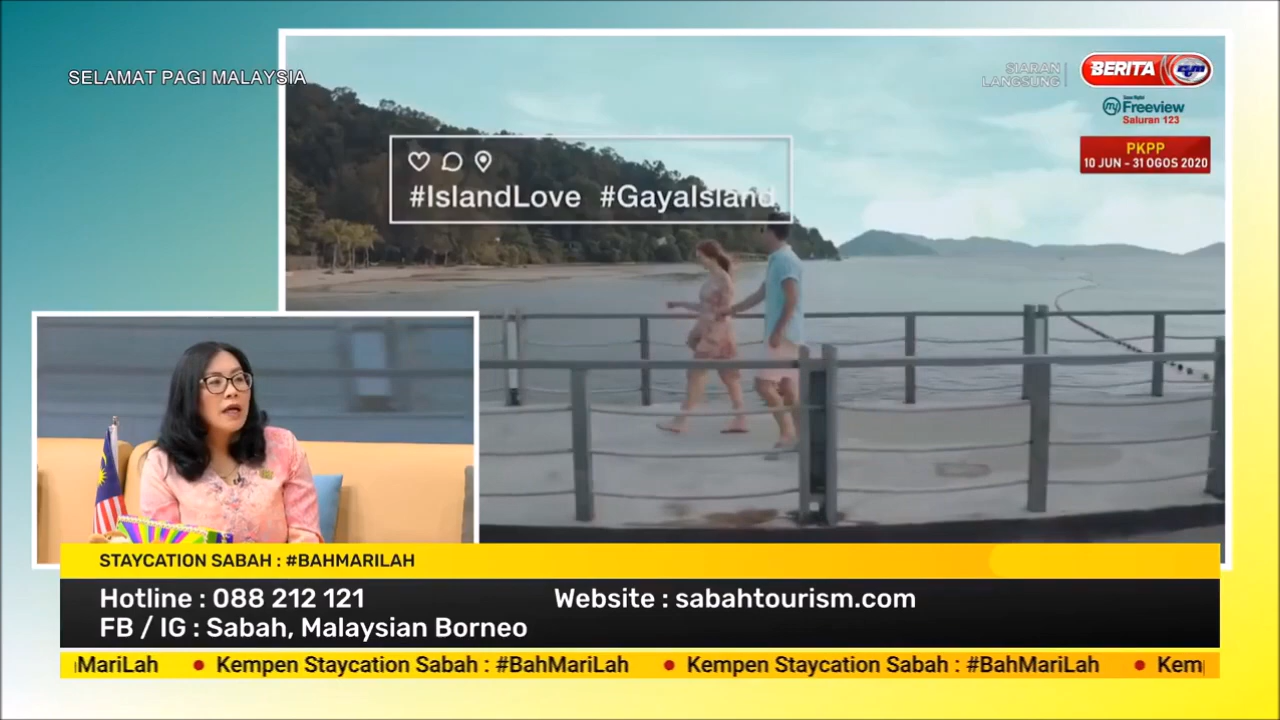 SELAMAT PAGI MALAYSIA
SIARAN
LANGSUNG
BERITA rtm
myFreeview
Saluran 123
PKPP
10 JUN – 31 OGOS 2020
#IslandLove #GayaIsland
STAYCATION SABAH : #BAHMARILAH
Hotline : 088 212 121
Website : sabahtourism.com
FB / IG : Sabah, Malaysian Borneo
MariLah • Kempen Staycation Sabah : #BahMariLah • Kempen Staycation Sabah : #BahMariLah • Kem